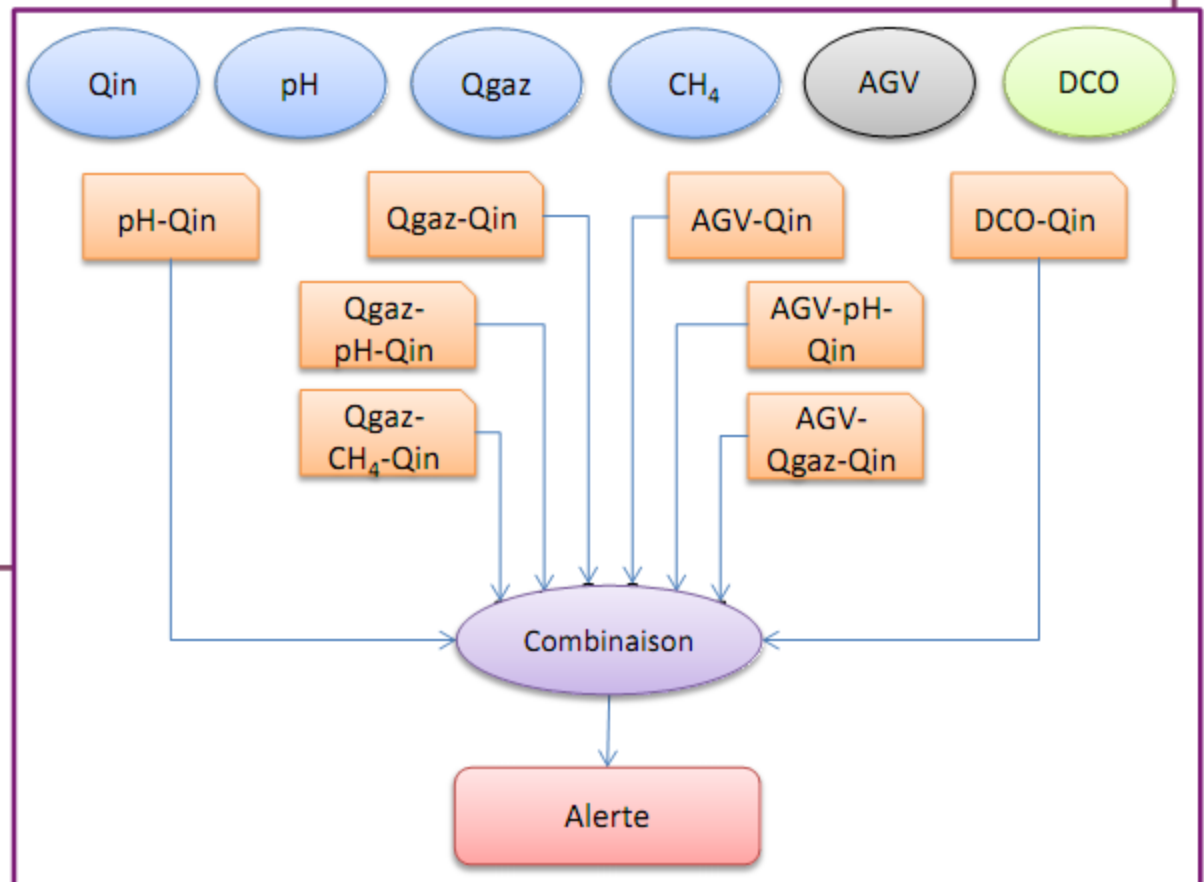 Qin
pH
Qgaz
CH₄
AGV
DCO
pH-Qin
Qgaz-Qin
AGV-Qin
DCO-Qin
Qgaz-
pH-Qin
AGV-pH-
Qin
Qgaz-
CH₄-Qin
AGV-
Qgaz-Qin
Combinaison
Alerte